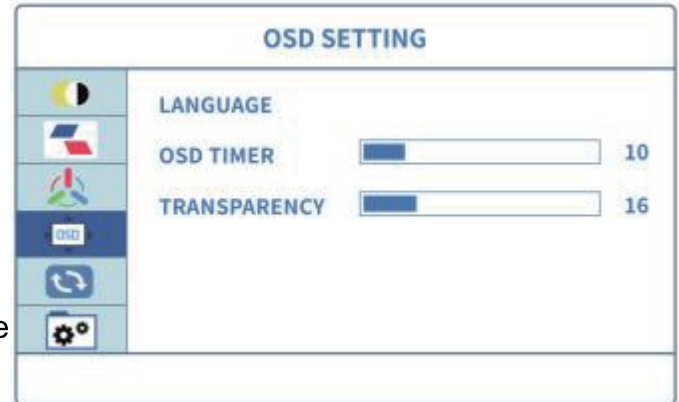 OSD SETTING
LANGUAGE
OSD TIMER 10
TRANSPARENCY 16
OSD
e